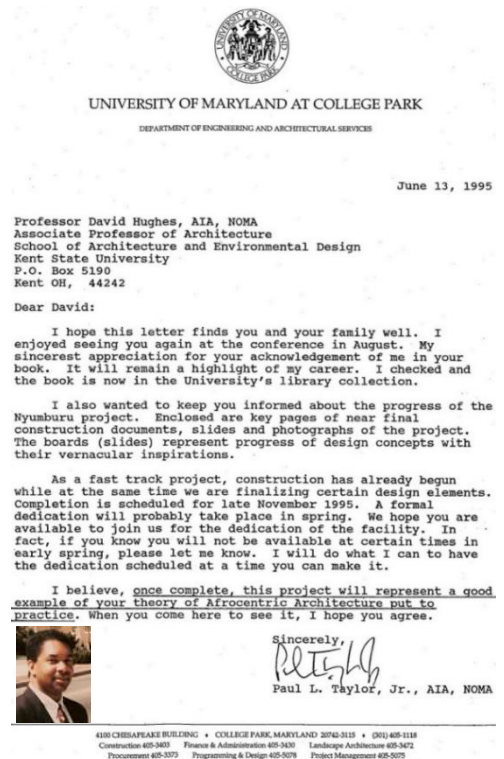 UNIVERSITY OF MARYLAND
COLLEGE PARK
UNIVERSITY OF MARYLAND AT COLLEGE PARK
DEPARTMENT OF ENGINEERING AND ARCHITECTURAL SERVICES
June 13, 1995
Professor David Hughes, AIA, NOMA
Associate Professor of Architecture
School of Architecture and Environmental Design
Kent State University
P.O. Box 5190
Kent OH, 44242
Dear David:
I hope this letter finds you and your family well. I
enjoyed seeing you again at the conference in August. My
sincerest appreciation for your acknowledgement of me in your
book. It will remain a highlight of my career. I checked and
the book is now in the University's library collection.
I also wanted to keep you informed about the progress of the
Nyumburu project. Enclosed are key pages of near final
construction documents, slides and photographs of the project.
The boards (slides) represent progress of design concepts with
their vernacular inspirations.
As a fast track project, construction has already begun
while at the same time we are finalizing certain design elements.
Completion is scheduled for late November 1995. A formal
dedication will probably take place in spring. We hope you are
available to join us for the dedication of the facility. In
fact, if you know you will not be available at certain times in
early spring, please let me know. I will do what I can to have
the dedication scheduled at a time you can make it.
I believe, once complete, this project will represent a good
example of your theory of Afrocentric Architecture put to
practice. When you come here to see it, I hope you agree.
Sincerely,
Paul L. Taylor, Jr., AIA, NOMA
4100 CHESAPEAKE BUILDING • COLLEGE PARK, MARYLAND 20742-3115 • (301) 405-1118
Construction 405-3403 Finance & Administration 405-3430 Landscape Architecture 405-3472
Procurement 405-3373 Programming & Design 405-5078 Project Management 405-5075